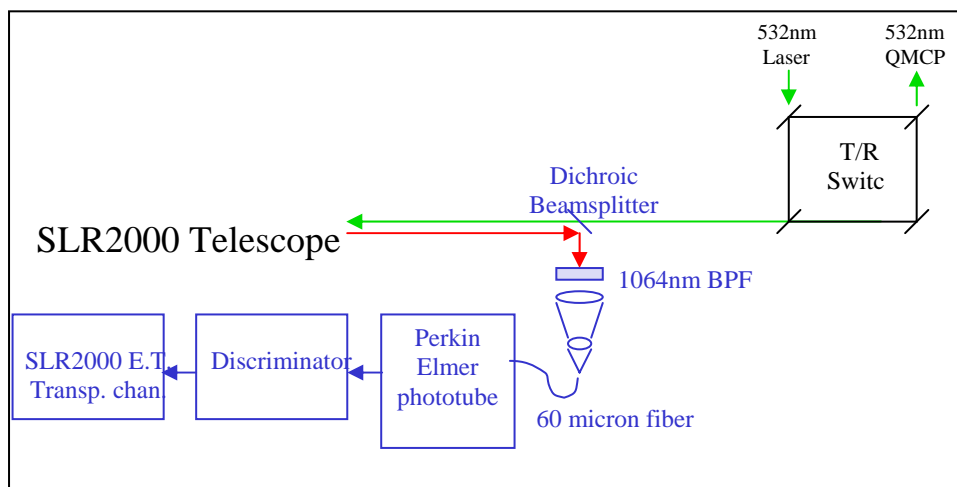 532nm
Laser
532nm
QMCP
T/R
Switc
Dichroic
Beamsplitter
SLR2000 Telescope
1064nm BPF
SLR2000 E.T.
Transp. chan.
Discriminator
Perkin
Elmer
phototube
60 micron fiber